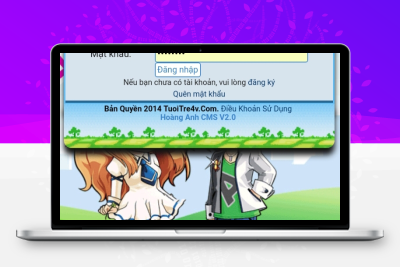 Mật khẩu:
Đăng nhập
Nếu bạn chưa có tài khoản, vui lòng đăng ký
Quên mật khẩu
Bản Quyền 2014 TuoiTre4v.Com. Điều Khoản Sử Dụng
Hoàng Anh CMS V2.0